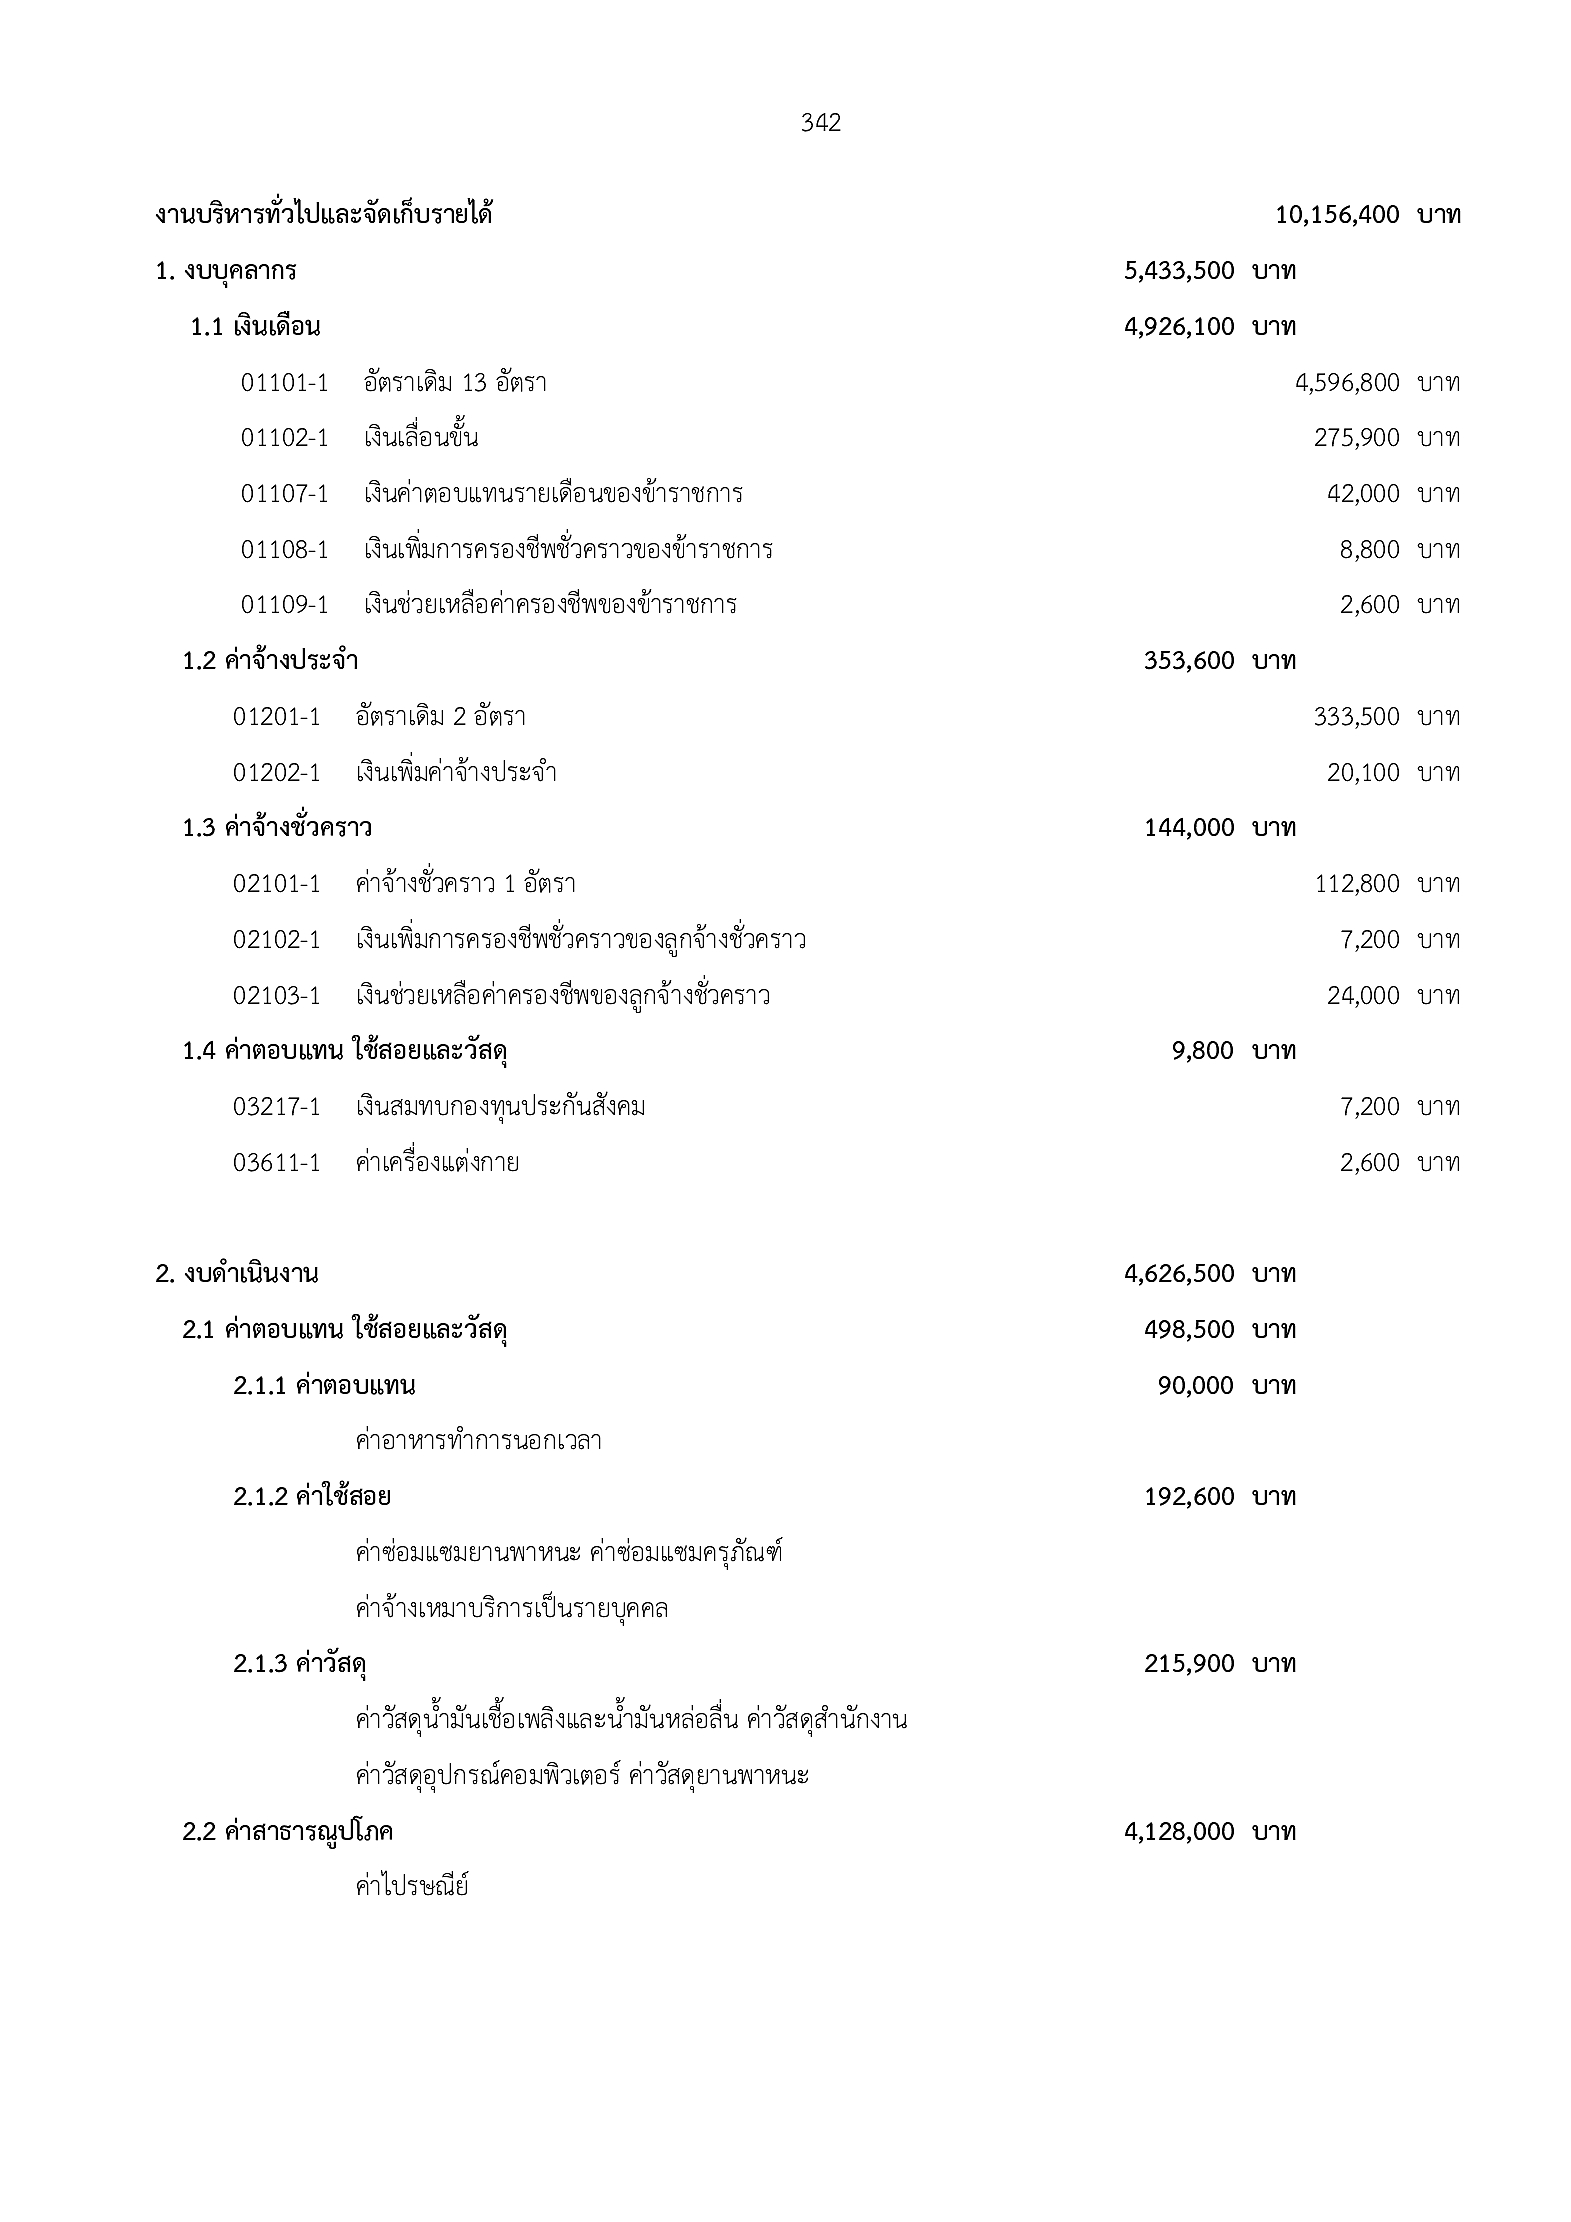 342
งานบริหารทั่วไปและจัดเก็บรายได้ 10,156,400 บาท
1. งบบุคลากร 5,433,500 บาท
1.1 เงินเดือน 4,926,100 บาท
01101-1 อัตราเดิม 13 อัตรา 4,596,800 บาท
01102-1 เงินเลื่อนขั้น 275,900 บาท
01107-1 เงินค่าตอบแทนรายเดือนของข้าราชการ 42,000 บาท
01108-1 เงินเพิ่มการครองชีพชั่วคราวของข้าราชการ 8,800 บาท
01109-1 เงินช่วยเหลือค่าครองชีพของข้าราชการ 2,600 บาท
1.2 ค่าจ้างประจำ 353,600 บาท
01201-1 อัตราเดิม 2 อัตรา 333,500 บาท
01202-1 เงินเพิ่มค่าจ้างประจำ 20,100 บาท
1.3 ค่าจ้างชั่วคราว 144,000 บาท
02101-1 ค่าจ้างชั่วคราว 1 อัตรา 112,800 บาท
02102-1 เงินเพิ่มการครองชีพชั่วคราวของลูกจ้างชั่วคราว 7,200 บาท
02103-1 เงินช่วยเหลือค่าครองชีพของลูกจ้างชั่วคราว 24,000 บาท
1.4 ค่าตอบแทน ใช้สอยและวัสดุ 9,800 บาท
03217-1 เงินสมทบกองทุนประกันสังคม 7,200 บาท
03611-1 ค่าเครื่องแต่งกาย 2,600 บาท
2. งบดำเนินงาน 4,626,500 บาท
2.1 ค่าตอบแทน ใช้สอยและวัสดุ 498,500 บาท
2.1.1 ค่าตอบแทน 90,000 บาท
ค่าอาหารทำการนอกเวลา
2.1.2 ค่าใช้สอย 192,600 บาท
ค่าซ่อมแซมยานพาหนะ ค่าซ่อมแซมครุภัณฑ์
ค่าจ้างเหมาบริการเป็นรายบุคคล
2.1.3 ค่าวัสดุ 215,900 บาท
ค่าวัสดุน้ำมันเชื้อเพลิงและน้ำมันหล่อลื่น ค่าวัสดุสำนักงาน
ค่าวัสดุอุปกรณ์คอมพิวเตอร์ ค่าวัสดุยานพาหนะ
2.2 ค่าสาธารณูปโภค 4,128,000 บาท
ค่าไปรษณีย์